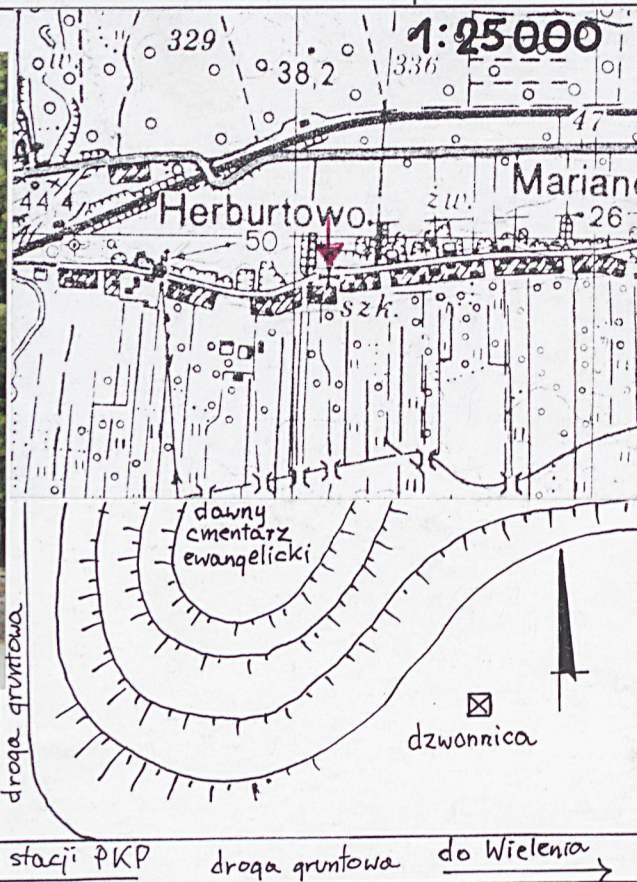 1:25000
329
38,2
336
w.
47
Mariano
44,4
Herburtowo
żw.
26
50
szk.
dawny
cmentarz
ewangelicki
droga gruntowa
dzwonnica
stacji PKP
droga gruntowa
do Wielenia